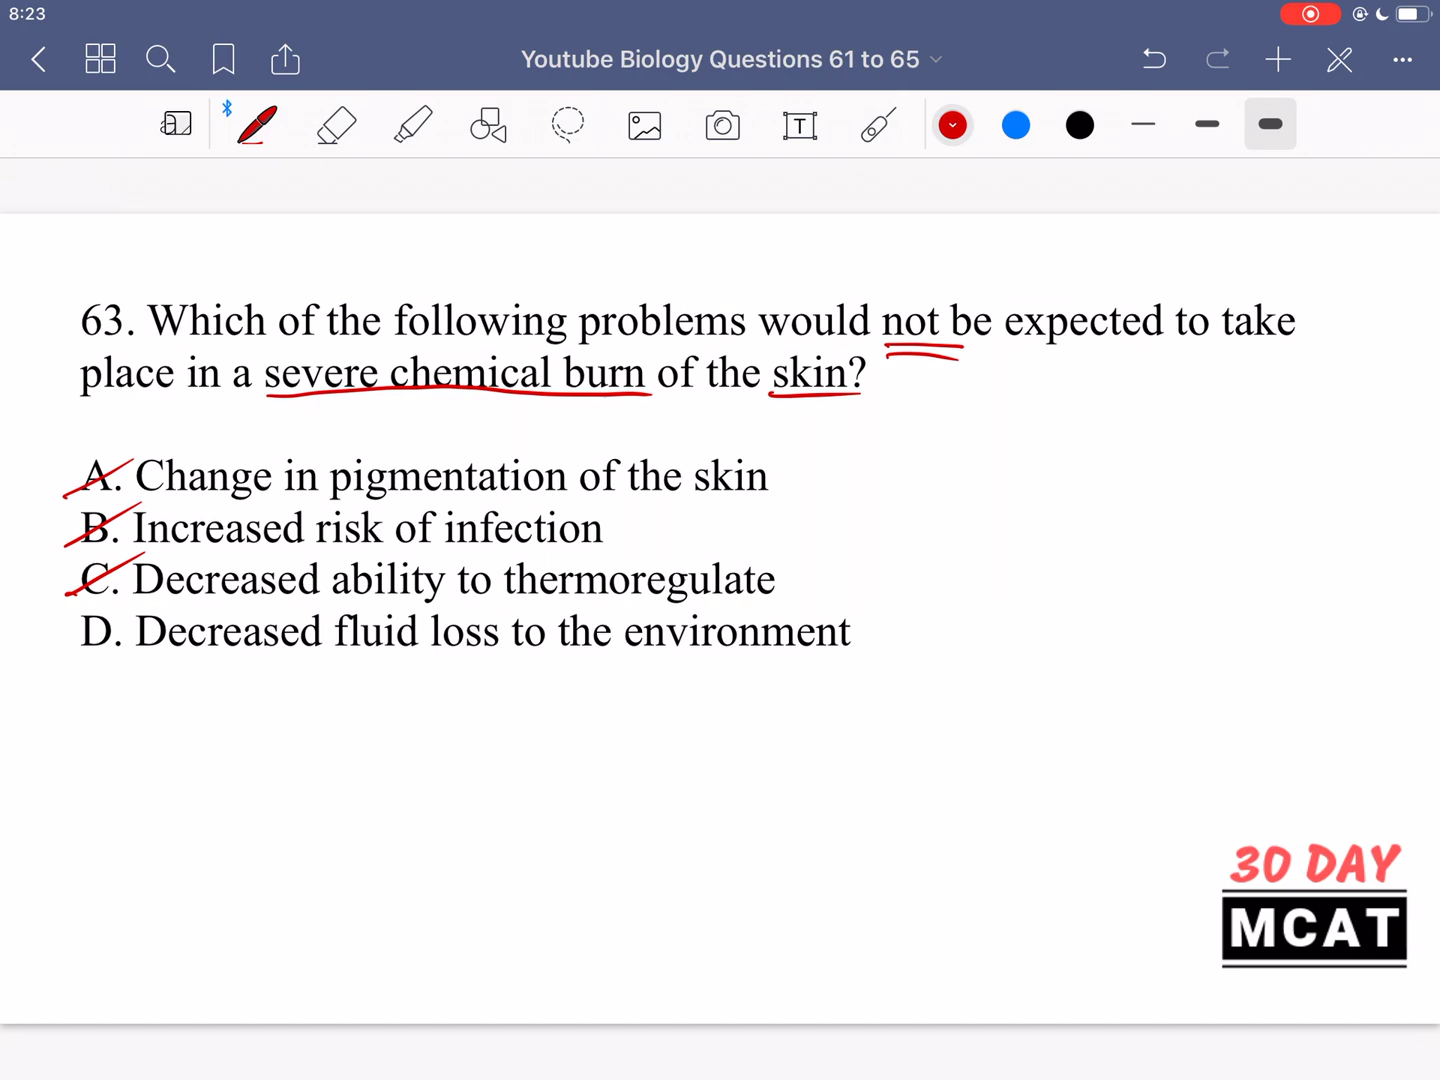 8:23
Youtube Biology Questions 61 to 65
a
T
63. Which of the following problems would not be expected to take
place in a severe chemical burn of the skin?
A. Change in pigmentation of the skin
B. Increased risk of infection
C. Decreased ability to thermoregulate
D. Decreased fluid loss to the environment
30 DAY
MCAT